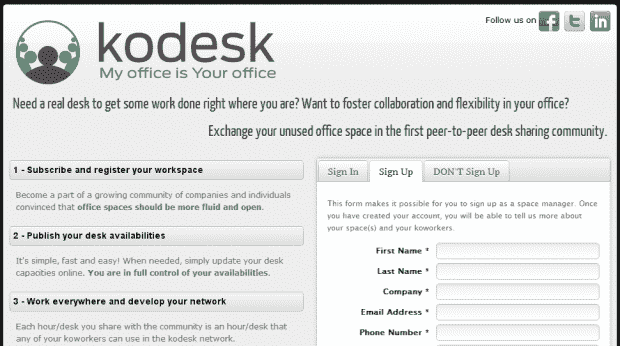 kodesk
My office is Your office
Follow us on
f t in
Need a real desk to get some work done right where you are? Want to foster collaboration and flexibility in your office?
Exchange your unused office space in the first peer-to-peer desk sharing community.
1 - Subscribe and register your workspace
Become a part of a growing community of companies and individuals
convinced that office spaces should be more fluid and open.
2 - Publish your desk availabilities
It's simple, fast and easy! When needed, simply update your desk
capacities online. You are in full control of your availabilities.
3 - Work everywhere and develop your network
Each hour/desk you share with the community is an hour/desk that
any of your koworkers can use in the kodesk network.
Sign In Sign Up DON'T Sign Up
This form makes it possible for you to sign up as a space manager. Once
you have created your account, you will be able to tell us more about
your space(s) and your koworkers.
First Name *
Last Name *
Company *
Email Address *
Phone Number *